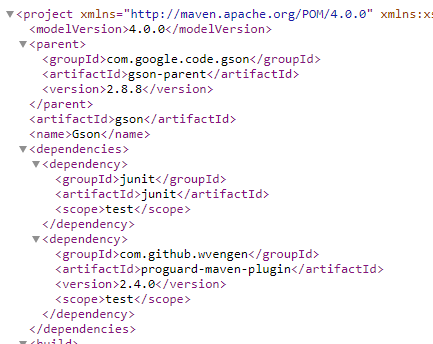 <project xmlns="http://maven.apache.org/POM/4.0.0" xmlns:xs
<modelVersion>4.0.0</modelVersion>
<parent>
<groupId>com.google.code.gson</groupId>
<artifactId>gson-parent</artifactId>
<version>2.8.8</version>
</parent>
<artifactId>gson</artifactId>
<name>Gson</name>
<dependencies>
<dependency>
<groupId>junit</groupId>
<artifactId>junit</artifactId>
<scope>test</scope>
</dependency>
<dependency>
<groupId>com.github.wvengen</groupId>
<artifactId>proguard-maven-plugin</artifactId>
<version>2.4.0</version>
<scope>test</scope>
</dependency>
</dependencies>
<build>